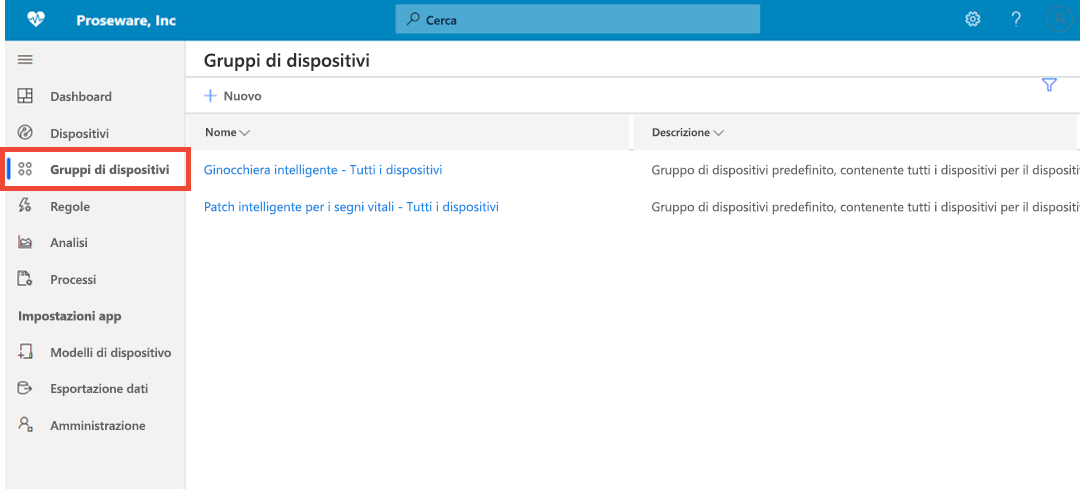 Proseware, Inc
Cerca
?
Gruppi di dispositivi
Nuovo
Nome
Descrizione
Ginocchiera intelligente - Tutti i dispositivi
Gruppo di dispositivi predefinito, contenente tutti i dispositivi per il
Patch intelligente per i segni vitali - Tutti i dispositivi
Gruppo di dispositivi predefinito, contenente tutti i dispositivi per il
Dashboard
Dispositivi
Gruppi di dispositivi
Regole
Analisi
Processi
Impostazioni app
Modelli di dispositivo
Esportazione dati
Amministrazione